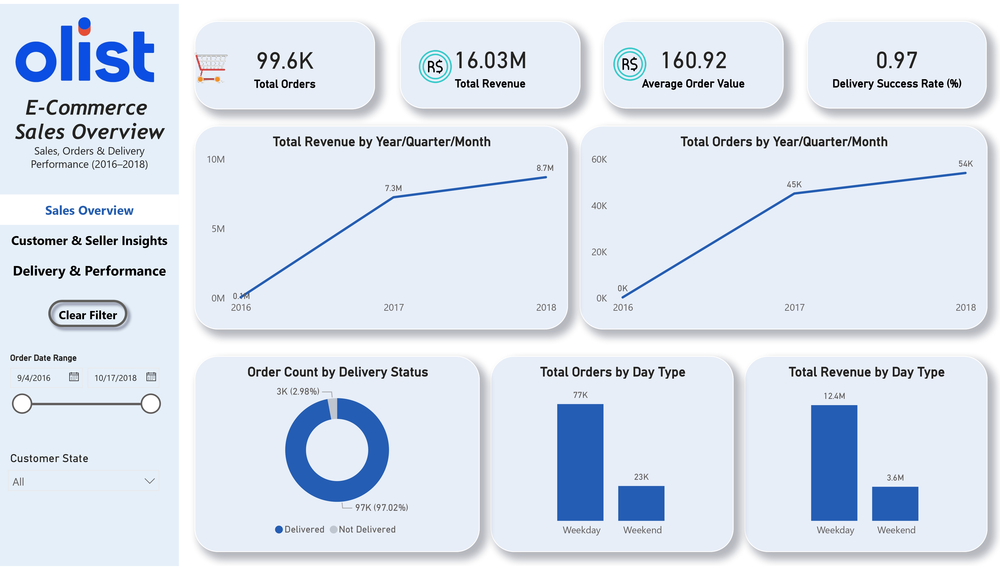 olist
E-Commerce
Sales Overview
Sales, Orders & Delivery
Performance (2016–2018)
Sales Overview
Customer & Seller Insights
Delivery & Performance
Clear Filter
Order Date Range
9/4/2016
10/17/2018
Customer State
All
99.6K
Total Orders
R$
16.03M
Total Revenue
R$
160.92
Average Order Value
0.97
Delivery Success Rate (%)
Total Revenue by Year/Quarter/Month
10M
5M
0M
0.1M
7.3M
8.7M
2016
2017
2018
Total Orders by Year/Quarter/Month
60K
40K
20K
0K
0K
45K
54K
2016
2017
2018
Order Count by Delivery Status
3K (2.98%)
97K (97.02%)
Delivered
Not Delivered
Total Orders by Day Type
77K
23K
Weekday
Weekend
Total Revenue by Day Type
12.4M
3.6M
Weekday
Weekend